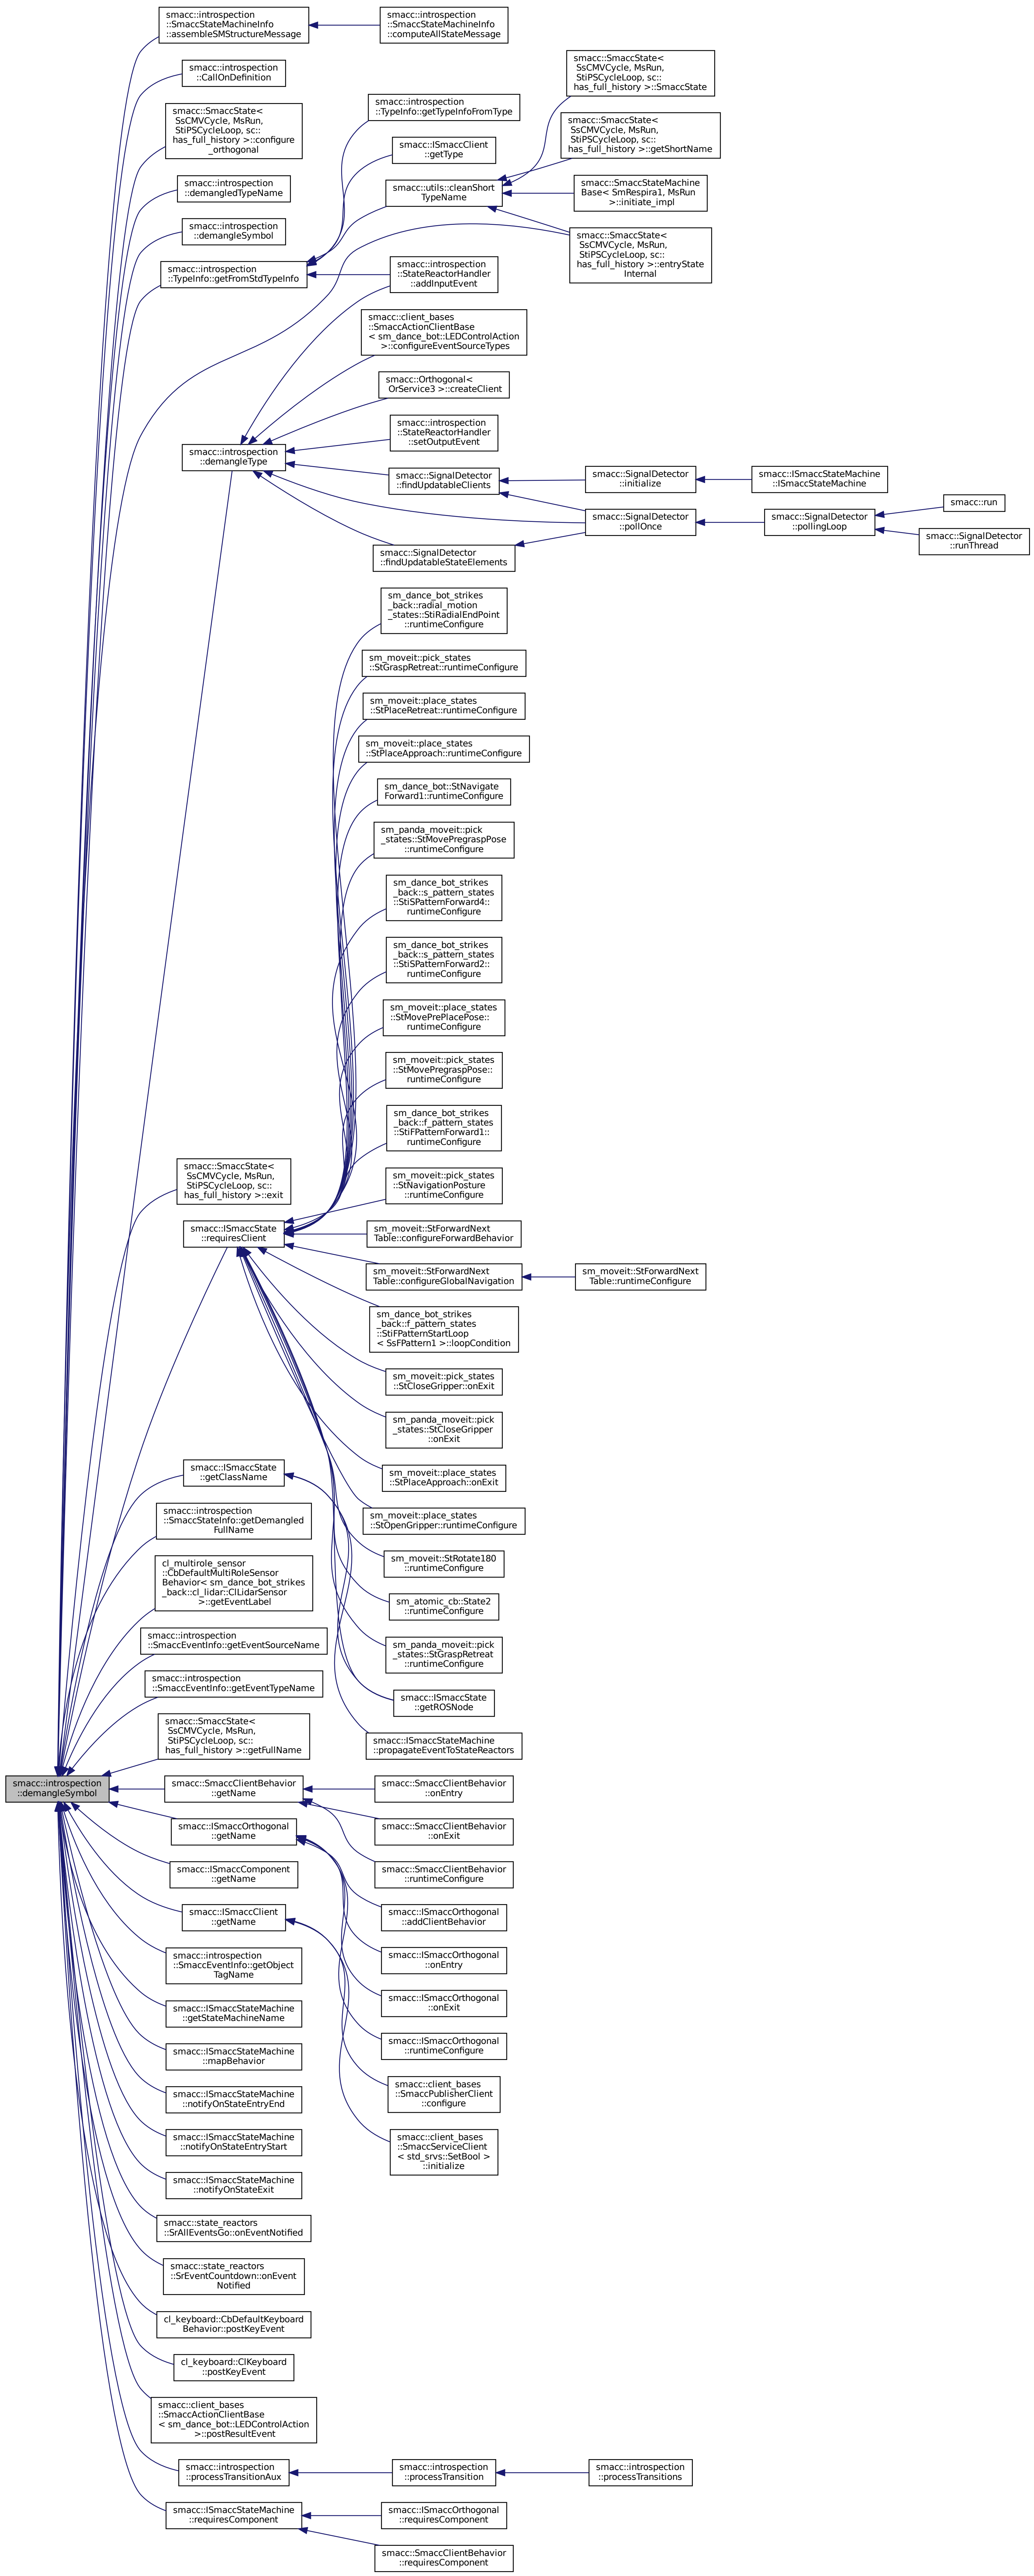 smacc::introspection
::SmaccStateMachineInfo
::assembleSMStructureMessage
smacc::introspection
::SmaccStateMachineInfo
::computeAllStateMessage
smacc::introspection
::CallOnDefinition
smacc::SmaccState<
SsCMVCycle, MsRun,
StiPSCycleLoop, sc::
has_full_history >::configure
_orthogonal
smacc::introspection
::demangledTypeName
smacc::introspection
::demangleSymbol
smacc::introspection
::TypeInfo::getFromStdTypeInfo
smacc::introspection
::TypeInfo::getTypeInfoFromType
smacc::ISmaccClient
::getType
smacc::utils::cleanShort
TypeName
smacc::SmaccState<
SsCMVCycle, MsRun,
StiPSCycleLoop, sc::
has_full_history >::SmaccState
smacc::SmaccState<
SsCMVCycle, MsRun,
StiPSCycleLoop, sc::
has_full_history >::getShortName
smacc::SmaccStateMachine
Base< SmRespira1, MsRun
>::initiate_impl
smacc::SmaccState<
SsCMVCycle, MsRun,
StiPSCycleLoop, sc::
has_full_history >::entryState
Internal
smacc::introspection
::StateReactorHandler
::addInputEvent
smacc::client_bases
::SmaccActionClientBase
< sm_dance_bot::LEDControlAction
>::configureEventSourceTypes
smacc::Orthogonal<
OrService3 >::createClient
smacc::introspection
::StateReactorHandler
::setOutputEvent
smacc::introspection
::demangleType
smacc::SignalDetector
::findUpdatableClients
smacc::SignalDetector
::initialize
smacc::ISmaccStateMachine
::ISmaccStateMachine
smacc::SignalDetector
::pollOnce
smacc::SignalDetector
::pollingLoop
smacc::run
smacc::SignalDetector
::runThread
smacc::SignalDetector
::findUpdatableStateElements
sm_dance_bot_strikes
_back::radial_motion
_states::StiRadialEndPoint
::runtimeConfigure
sm_moveit::pick_states
::StGraspRetreat::runtimeConfigure
sm_moveit::place_states
::StPlaceRetreat::runtimeConfigure
sm_moveit::place_states
::StPlaceApproach::runtimeConfigure
sm_dance_bot::StNavigate
Forward1::runtimeConfigure
sm_panda_moveit::pick
_states::StMovePregraspPose
::runtimeConfigure
sm_dance_bot_strikes
_back::s_pattern_states
::StiSPatternForward4::
runtimeConfigure
sm_dance_bot_strikes
_back::s_pattern_states
::StiSPatternForward2::
runtimeConfigure
sm_moveit::place_states
::StMovePrePlacePose::
runtimeConfigure
sm_moveit::pick_states
::StMovePregraspPose::
runtimeConfigure
sm_dance_bot_strikes
_back::f_pattern_states
::StiFPatternForward1::
runtimeConfigure
smacc::SmaccState<
SsCMVCycle, MsRun,
StiPSCycleLoop, sc::
has_full_history >::exit
sm_moveit::pick_states
::StNavigationPosture
::runtimeConfigure
smacc::ISmaccState
::requiresClient
sm_moveit::StForwardNext
Table::configureForwardBehavior
sm_moveit::StForwardNext
Table::configureGlobalNavigation
sm_moveit::StForwardNext
Table::runtimeConfigure
sm_dance_bot_strikes
_back::f_pattern_states
::StiFPatternStartLoop
< SsFPattern1 >::loopCondition
sm_moveit::pick_states
::StCloseGripper::onExit
sm_panda_moveit::pick
_states::StCloseGripper
::onExit
smacc::ISmaccState
::getClassName
sm_moveit::place_states
::StPlaceApproach::onExit
smacc::introspection
::SmaccStateInfo::getDemangled
FullName
sm_moveit::place_states
::StOpenGripper::runtimeConfigure
cl_multirole_sensor
::CbDefaultMultiRoleSensor
Behavior< sm_dance_bot_strikes
_back::cl_lidar::ClLidarSensor
>::getEventLabel
sm_moveit::StRotate180
::runtimeConfigure
sm_atomic_cb::State2
::runtimeConfigure
smacc::introspection
::SmaccEventInfo::getEventSourceName
sm_panda_moveit::pick
_states::StGraspRetreat
::runtimeConfigure
smacc::introspection
::SmaccEventInfo::getEventTypeName
smacc::ISmaccState
::getROSNode
smacc::SmaccState<
SsCMVCycle, MsRun,
StiPSCycleLoop, sc::
has_full_history >::getFullName
smacc::ISmaccStateMachine
::propagateEventToStateReactors
smacc::introspection
::demangleSymbol
smacc::SmaccClientBehavior
::getName
smacc::SmaccClientBehavior
::onEntry
smacc::SmaccClientBehavior
::onExit
smacc::ISmaccOrthogonal
::getName
smacc::SmaccClientBehavior
::runtimeConfigure
smacc::ISmaccComponent
::getName
smacc::ISmaccOrthogonal
::addClientBehavior
smacc::ISmaccClient
::getName
smacc::ISmaccOrthogonal
::onEntry
smacc::introspection
::SmaccEventInfo::getObject
TagName
smacc::ISmaccOrthogonal
::onExit
smacc::ISmaccStateMachine
::getStateMachineName
smacc::ISmaccOrthogonal
::runtimeConfigure
smacc::ISmaccStateMachine
::mapBehavior
smacc::client_bases
::SmaccPublisherClient
::configure
smacc::ISmaccStateMachine
::notifyOnStateEntryEnd
smacc::client_bases
::SmaccServiceClient
< std_srvs::SetBool >
::initialize
smacc::ISmaccStateMachine
::notifyOnStateEntryStart
smacc::ISmaccStateMachine
::notifyOnStateExit
smacc::state_reactors
::SrAllEventsGo::onEventNotified
smacc::state_reactors
::SrEventCountdown::onEvent
Notified
cl_keyboard::CbDefaultKeyboard
Behavior::postKeyEvent
cl_keyboard::ClKeyboard
::postKeyEvent
smacc::client_bases
::SmaccActionClientBase
< sm_dance_bot::LEDControlAction
>::postResultEvent
smacc::introspection
::processTransitionAux
smacc::introspection
::processTransition
smacc::introspection
::processTransitions
smacc::ISmaccStateMachine
::requiresComponent
smacc::ISmaccOrthogonal
::requiresComponent
smacc::SmaccClientBehavior
::requiresComponent